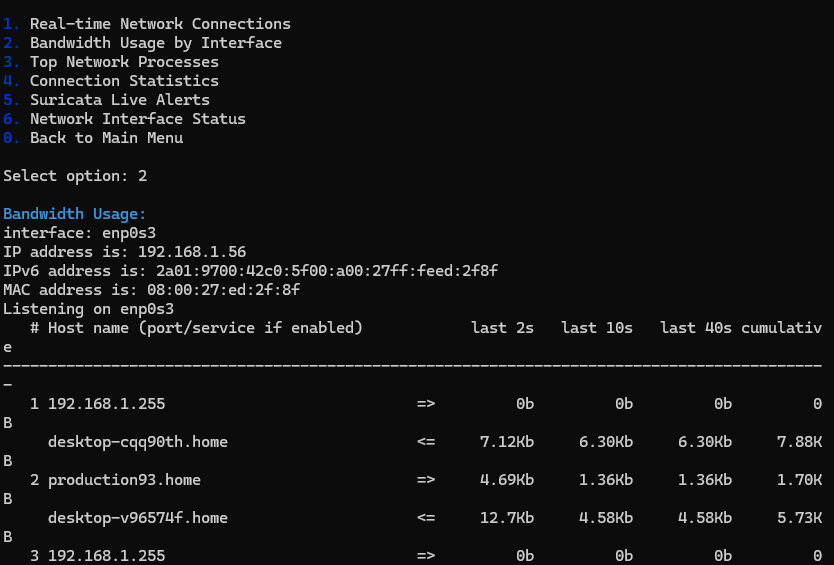 1. Real-time Network Connections
2. Bandwidth Usage by Interface
3. Top Network Processes
4. Connection Statistics
5. Suricata Live Alerts
6. Network Interface Status
0. Back to Main Menu
Select option: 2
Bandwidth Usage:
interface: enp0s3
IP address is: 192.168.1.56
IPv6 address is: 2a01:9700:42c0:5f00:a00:27ff:feed:2f8f
MAC address is: 08:00:27:ed:2f:8f
Listening on enp0s3
# Host name (port/service if enabled) last 2s last 10s last 40s cumulativ
e
-------------------------------------------------------------------------------------------
-
1 192.168.1.255 => 0b 0b 0b 0
B
desktop-cqq90th.home <= 7.12Kb 6.30Kb 6.30Kb 7.88K
B
2 production93.home => 4.69Kb 1.36Kb 1.36Kb 1.70K
B
desktop-v96574f.home <= 12.7Kb 4.58Kb 4.58Kb 5.73K
B
3 192.168.1.255 => 0b 0b 0b 0